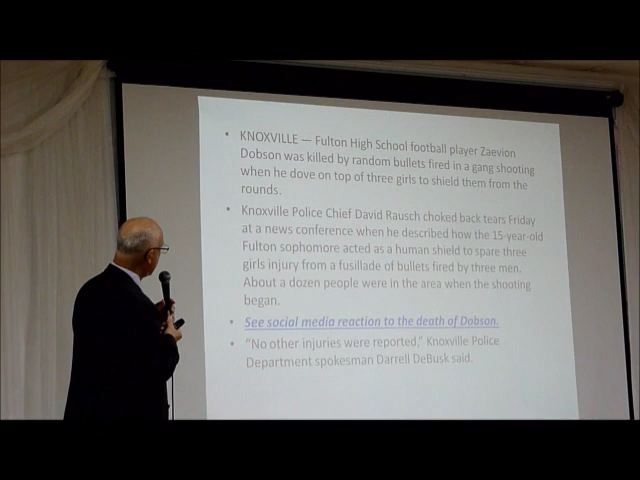 • KNOXVILLE — Fulton High School football player Zaevion
Dobson was killed by random bullets fired in a gang shooting
when he dove on top of three girls to shield them from the
rounds.
• Knoxville Police Chief David Rausch choked back tears Friday
at a news conference when he described how the 15-year-old
Fulton sophomore acted as a human shield to spare three
girls injury from a fusillade of bullets fired by three men.
About a dozen people were in the area when the shooting
began.
• See social media reaction to the death of Dobson.
• "No other injuries were reported," Knoxville Police
Department spokesman Darrell DeBusk said.